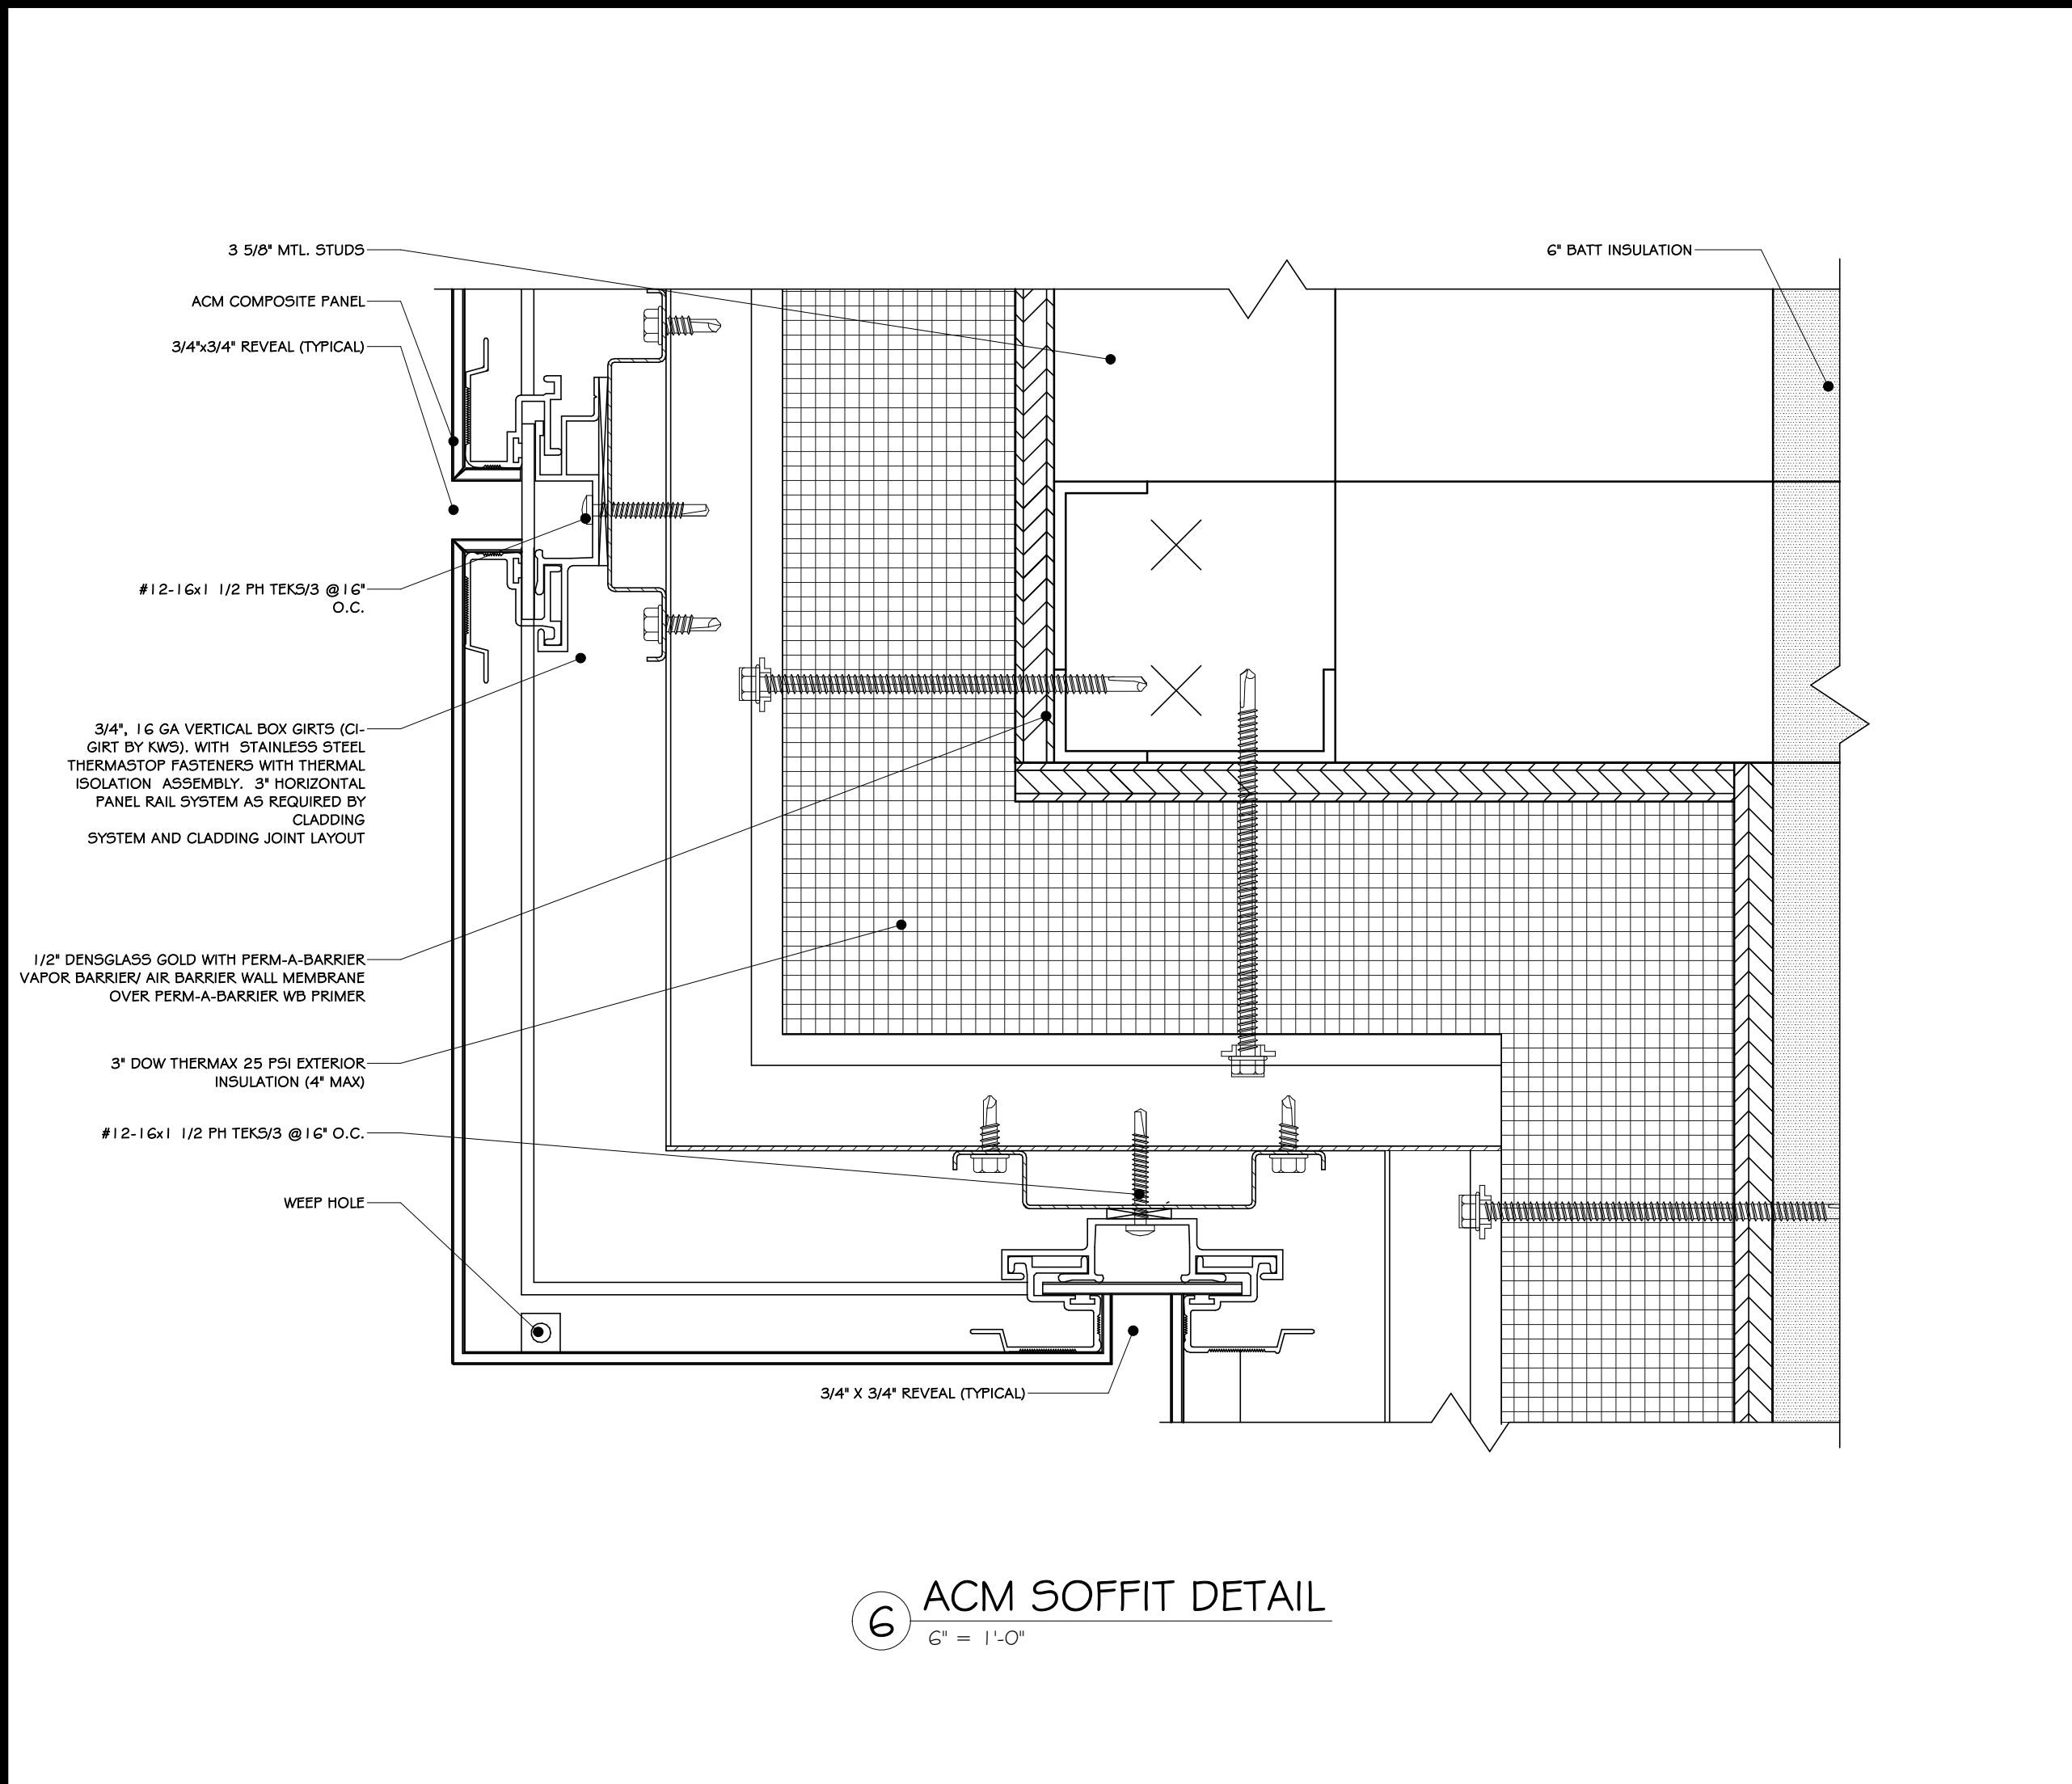 3 5/8" MTL. STUDS
6" BATT INSULATION
ACM COMPOSITE PANEL
3/4"x3/4" REVEAL (TYPICAL)
#12-16x1 1/2 PH TEKS/3 @16"
O.C.
3/4", 16 GA VERTICAL BOX GIRTS (CI-
GIRT BY KWS). WITH STAINLESS STEEL
THERMASTOP FASTENERS WITH THERMAL
ISOLATION ASSEMBLY. 3" HORIZONTAL
PANEL RAIL SYSTEM AS REQUIRED BY
CLADDING
SYSTEM AND CLADDING JOINT LAYOUT
1/2" DENSGLASS GOLD WITH PERM-A-BARRIER
VAPOR BARRIER/ AIR BARRIER WALL MEMBRANE
OVER PERM-A-BARRIER WB PRIMER
3" DOW THERMAX 25 PSI EXTERIOR
INSULATION (4" MAX)
#12-16x1 1/2 PH TEKS/3 @16" O.C.
WEEP HOLE
3/4" X 3/4" REVEAL (TYPICAL)
6 ACM SOFFIT DETAIL
6" = 1'-0"